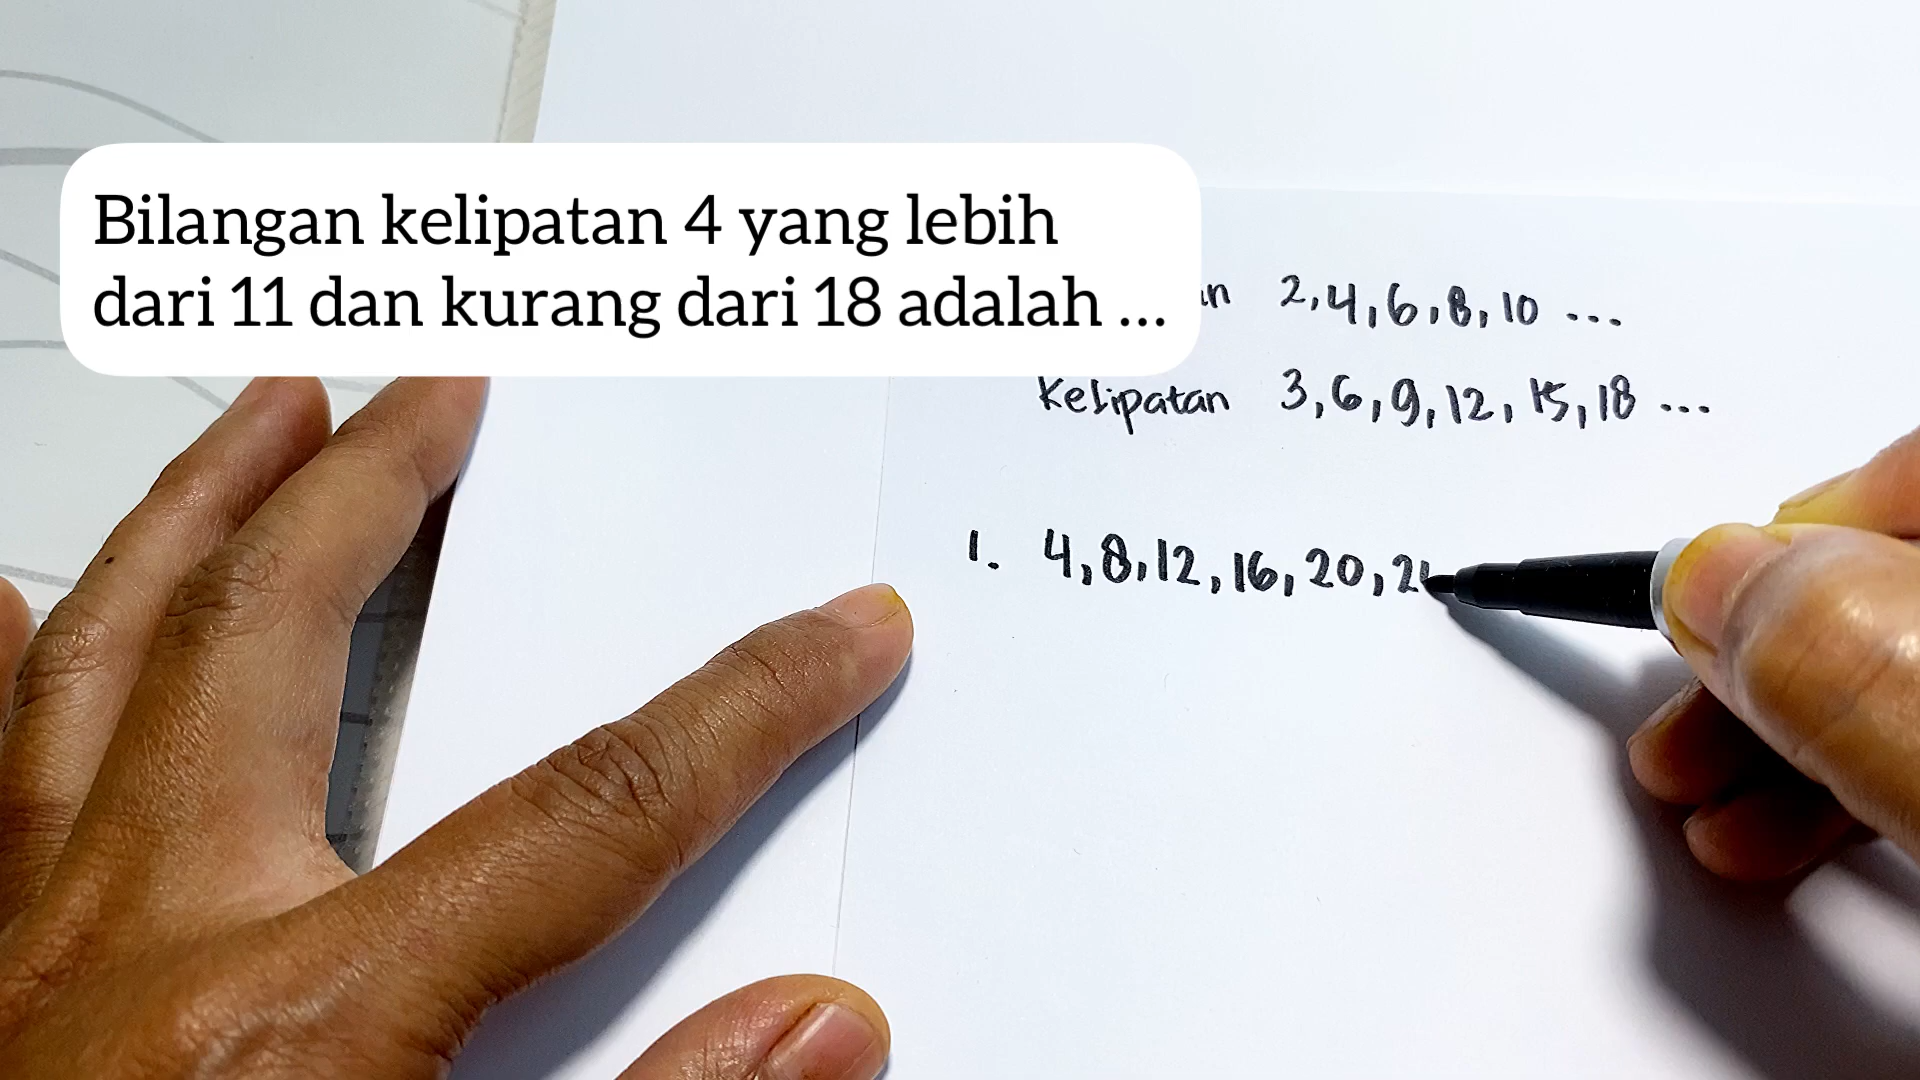 Bilangan kelipatan 4 yang lebih
dari 11 dan kurang dari 18 adalah ...
2, 4, 6, 8, 10 ...
Kelipatan 3, 6, 9, 12, 15, 18 ...
1. 4, 8, 12, 16, 20,